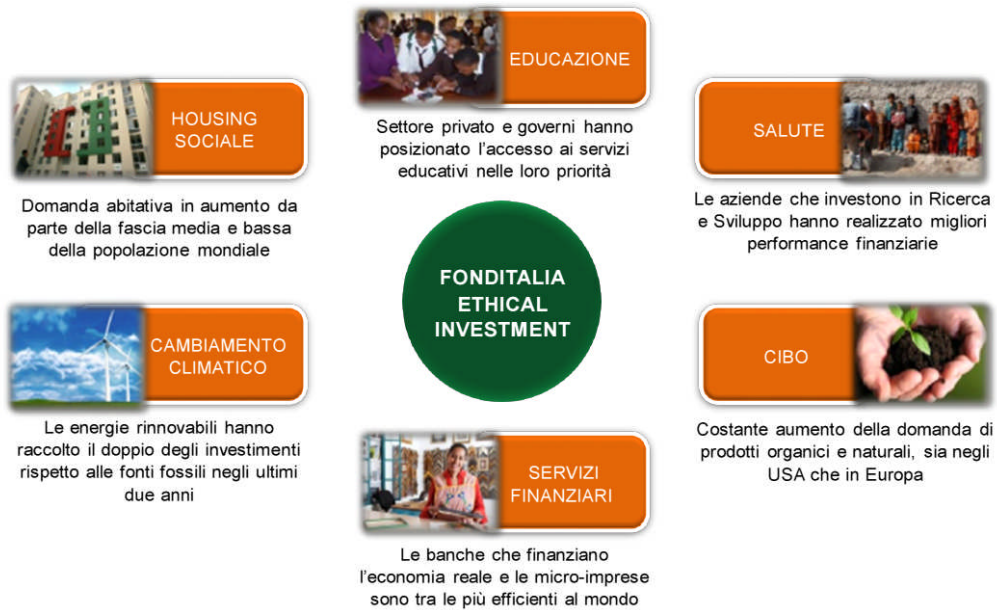 EDUCAZIONE
Settore privato e governi hanno
posizionato l'accesso ai servizi
educativi nelle loro priorità
HOUSING
SOCIALE
Domanda abitativa in aumento da
parte della fascia media e bassa
della popolazione mondiale
SALUTE
Le aziende che investono in Ricerca
e Sviluppo hanno realizzato migliori
performance finanziarie
FONDITALIA
ETHICAL
INVESTMENT
CAMBIAMENTO
CLIMATICO
Le energie rinnovabili hanno
raccolto il doppio degli investimenti
rispetto alle fonti fossili negli ultimi
due anni
CIBO
Costante aumento della domanda di
prodotti organici e naturali, sia negli
USA che in Europa
SERVIZI
FINANZIARI
Le banche che finanziano
l'economia reale e le micro-imprese
sono tra le più efficienti al mondo